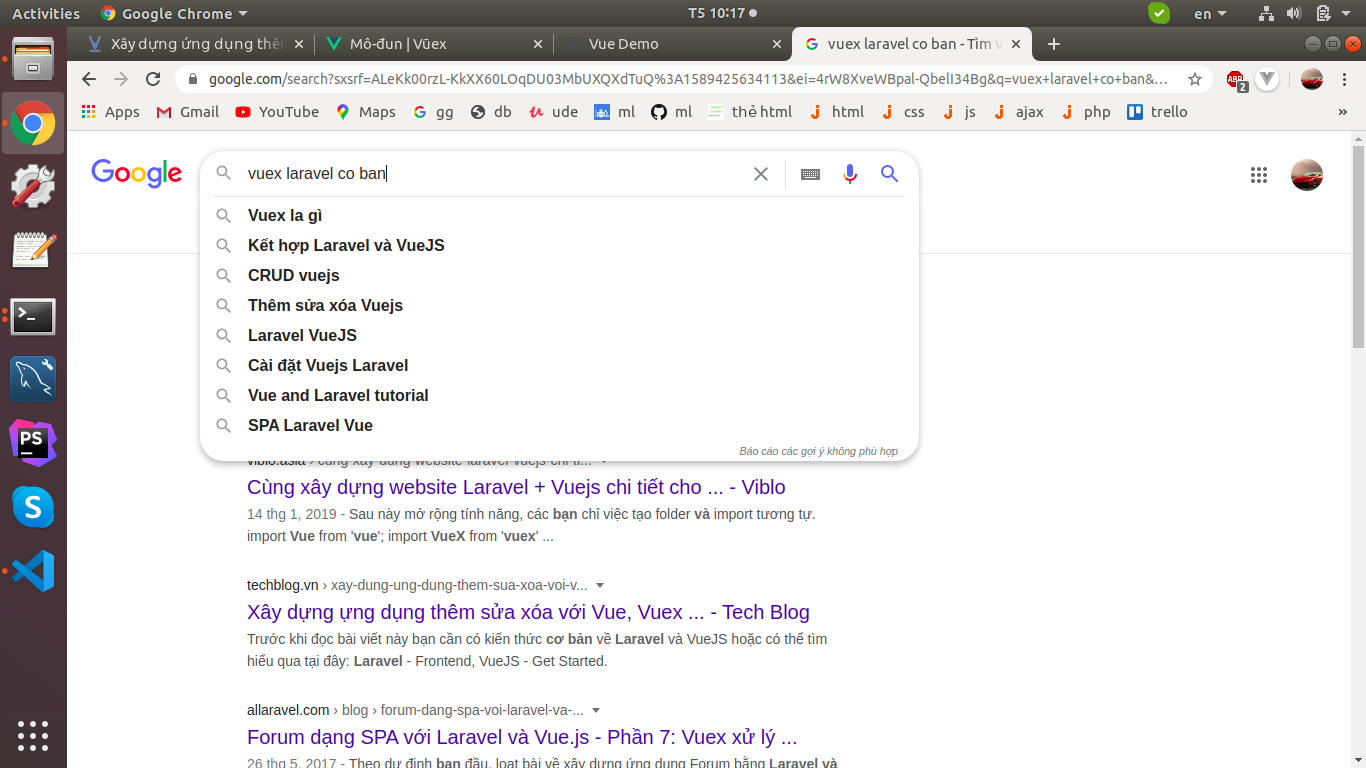 Activities
Google Chrome
T5 10:17
en
Xây dựng ứng dụng thêm
Mô-đun | Vūex
Vue Demo
vuex laravel co ban - Tìm v
google.com/search?sxsrf=ALeKk00rzL-KkXX60LOqDU03MbUXQXdTuQ%3A1589425634113&ei=4rW8XveWBpal-QbelI34Bg&q=vuex+laravel+co+ban&...
ABP
2
Apps
Gmail
YouTube
Maps
gg
db
ude
ml
ml
thẻ html
html
css
js
ajax
php
trello
»
Google
vuex laravel co ban
Vuex la gì
Kết hợp Laravel và VueJS
CRUD vuejs
Thêm sửa xóa Vuejs
Laravel VueJS
Cài đặt Vuejs Laravel
Vue and Laravel tutorial
SPA Laravel Vue
Báo cáo các gợi ý không phù hợp
viblo.asia › cung-xay-dung-website-laravel-vuejs-chi-ti...
Cùng xây dựng website Laravel + Vuejs chi tiết cho ... - Viblo
14 thg 1, 2019 - Sau này mở rộng tính năng, các bạn chỉ việc tạo folder và import tương tự.
import Vue from 'vue'; import VueX from 'vuex' ...
techblog.vn › xay-dung-ung-dung-them-sua-xoa-voi-v...
Xây dựng ứng dụng thêm sửa xóa với Vue, Vuex ... - Tech Blog
Trước khi đọc bài viết này bạn cần có kiến thức cơ bản về Laravel và VueJS hoặc có thể tìm
hiểu qua tại đây: Laravel - Frontend, VueJS - Get Started.
allaravel.com › blog › forum-dang-spa-voi-laravel-va-...
Forum dạng SPA với Laravel và Vue.js - Phần 7: Vuex xử lý ...
26 thg 5, 2017 - Theo dự định ban đầu, loạt bài về xây dựng ứng dụng Forum bằng Laravel và
PS
S